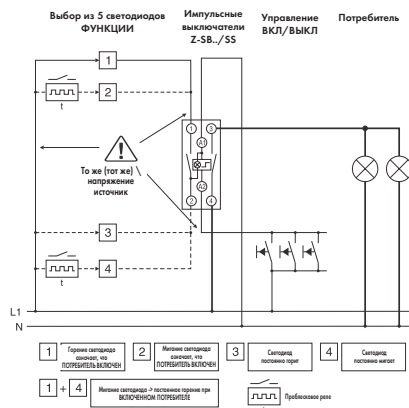 Выбор из 5 светодиодов
ФУНКЦИИ
Импульсные
выключатели
Z-SB../SS
Управление
ВКЛ/ВЫКЛ
Потребитель
1
2
t
1
3
A1
То же (тот же)
напряжение
источник
A2
2
4
3
4
t
L1
N
1
Горение светодиода
означает, что
ПОТРЕБИТЕЛЬ ВКЛЮЧЕН
2
Мигание светодиода
означает, что
ПОТРЕБИТЕЛЬ ВКЛЮЧЕН
3
Светодиод
постоянно горит
4
Светодиод
постоянно мигает
1 + 4
Мигание светодиода -> постоянное горение при
ВКЛЮЧЕННОМ ПОТРЕБИТЕЛЕ
Проблесковое реле